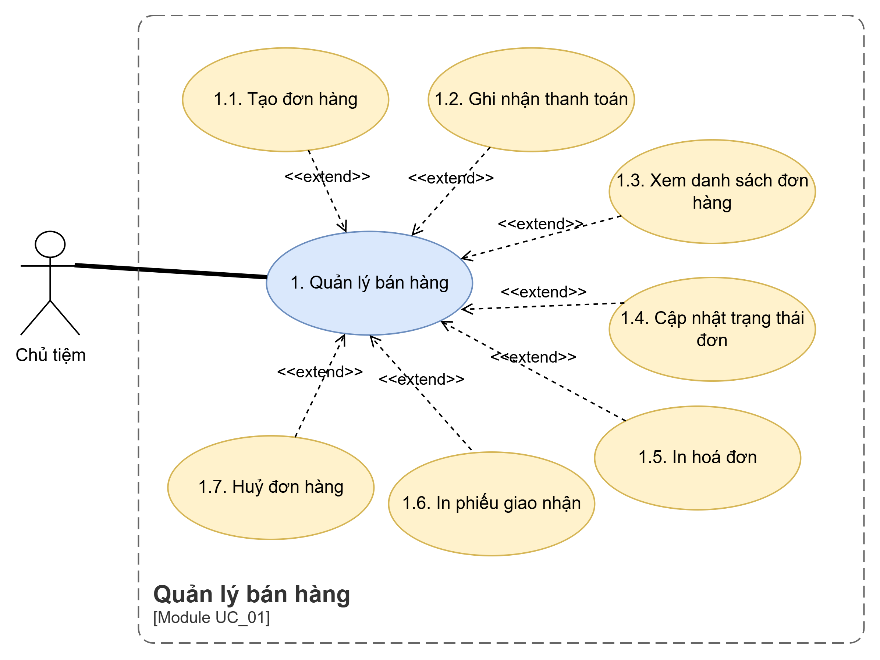 1.1. Tạo đơn hàng
1.2. Ghi nhận thanh toán
<<extend>>
<<extend>>
1.3. Xem danh sách đơn
hàng
<<extend>>
1. Quản lý bán hàng
<<extend>>
1.4. Cập nhật trạng thái
đơn
Chủ tiệm
<<extend>>
<<extend>>
<<extend>>
1.5. In hoá đơn
1.7. Huỷ đơn hàng
1.6. In phiếu giao nhận
Quản lý bán hàng
[Module UC_01]